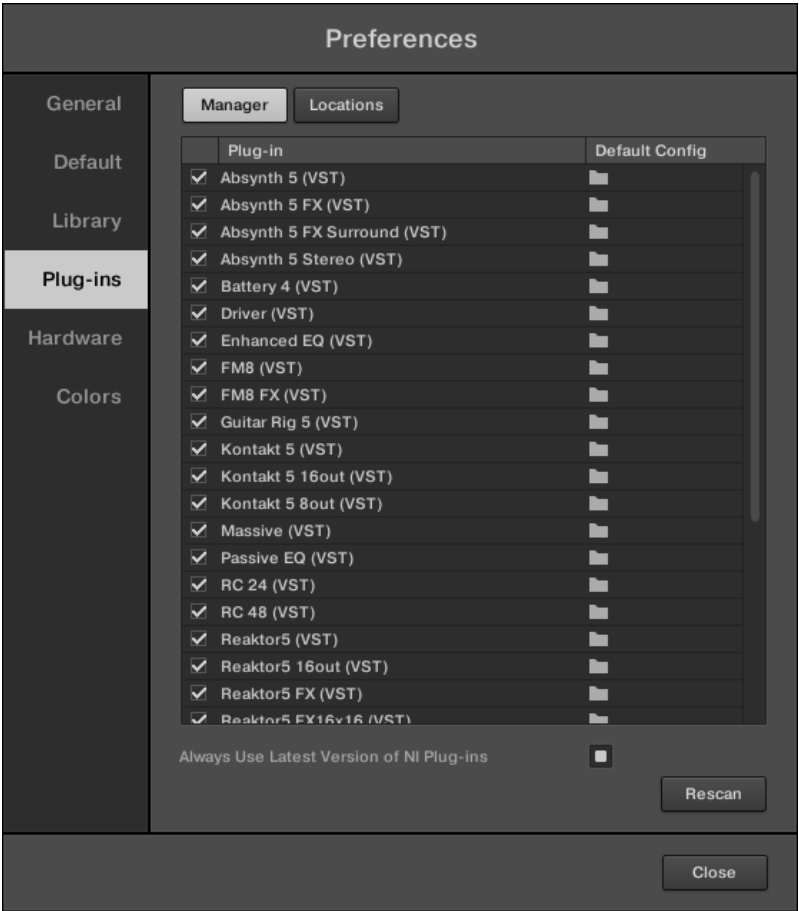 Preferences
General
Default
Library
Plug-ins
Hardware
Colors
Manager Locations
Plug-in Default Config
Absynth 5 (VST)
Absynth 5 FX (VST)
Absynth 5 FX Surround (VST)
Absynth 5 Stereo (VST)
Battery 4 (VST)
Driver (VST)
Enhanced EQ (VST)
FM8 (VST)
FM8 FX (VST)
Guitar Rig 5 (VST)
Kontakt 5 (VST)
Kontakt 5 16out (VST)
Kontakt 5 8out (VST)
Massive (VST)
Passive EQ (VST)
RC 24 (VST)
RC 48 (VST)
Reaktor5 (VST)
Reaktor5 16out (VST)
Reaktor5 FX (VST)
Reaktor5 FX16x16 (VST)
Always Use Latest Version of NI Plug-ins
Rescan
Close